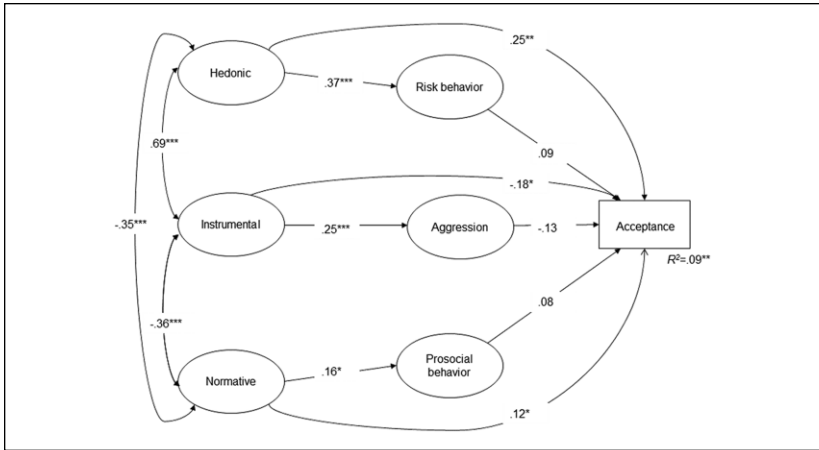 .25**
Hedonic
.37***
Risk behavior
.69***
.09
-.18*
-.35***
Instrumental
.25***
Aggression
-.13
Acceptance
R²=.09**
-.36***
.08
Normative
.16*
Prosocial
behavior
.12*